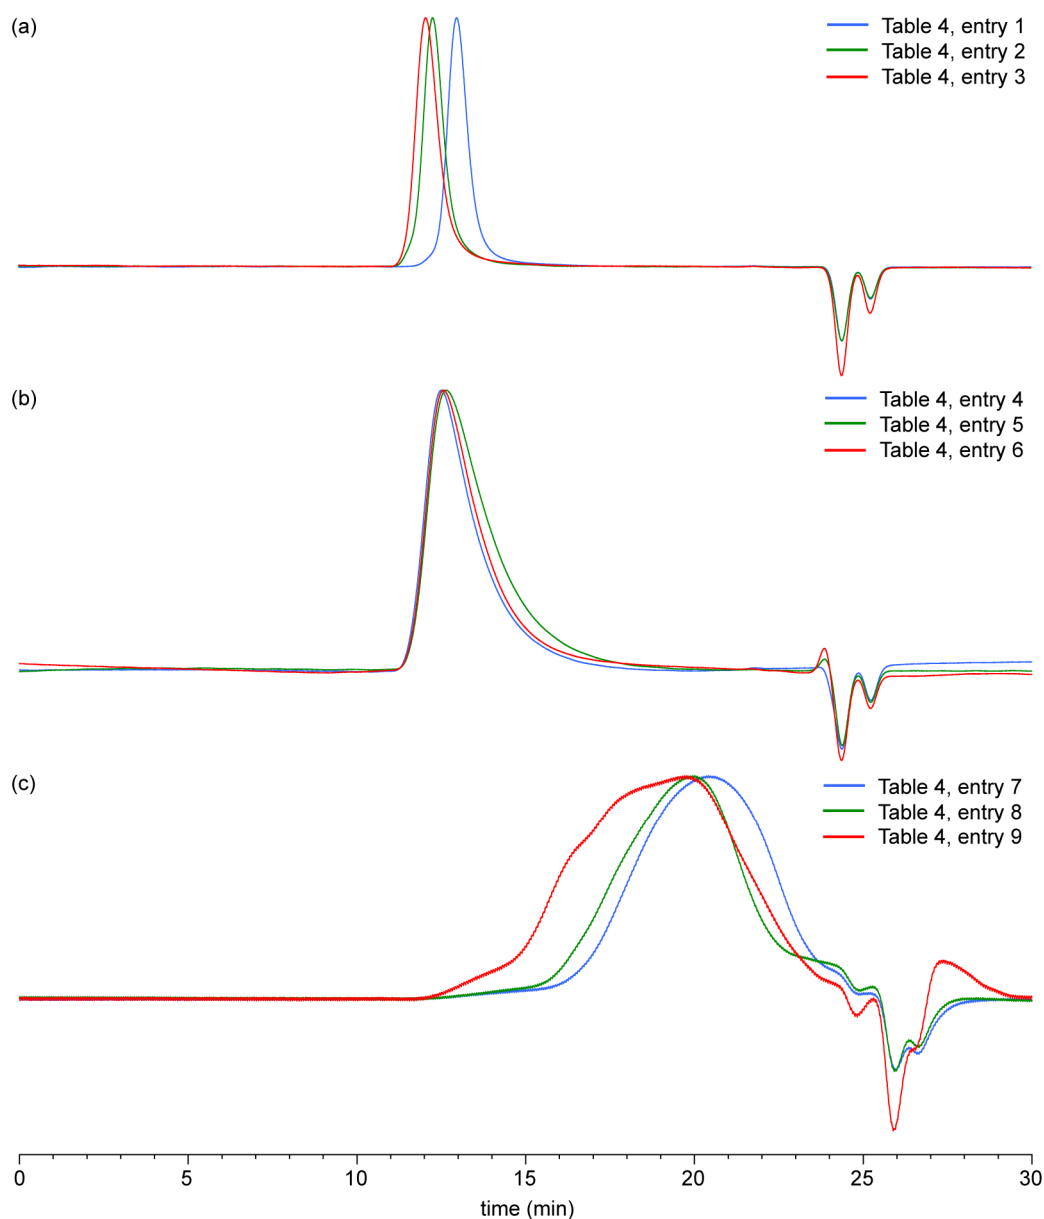 (a)
Table 4, entry 1
Table 4, entry 2
Table 4, entry 3
(b)
Table 4, entry 4
Table 4, entry 5
Table 4, entry 6
(c)
Table 4, entry 7
Table 4, entry 8
Table 4, entry 9
0 5 10 15 20 25 30
time (min)